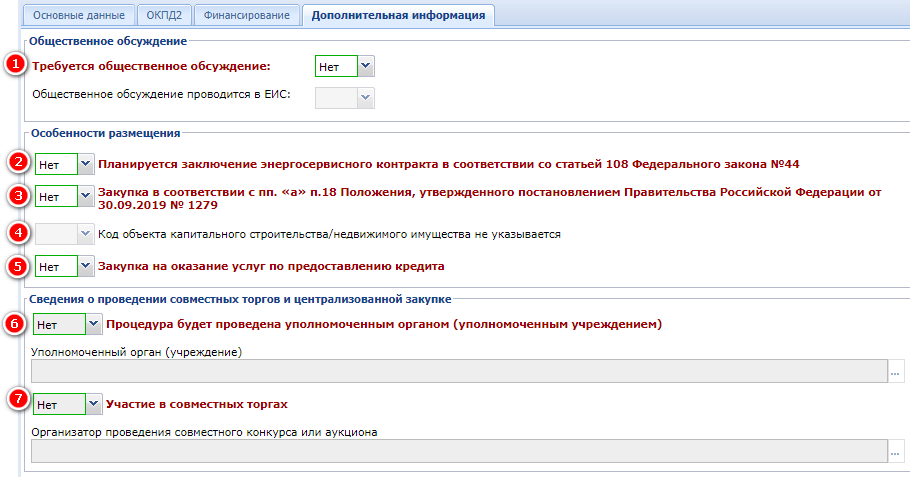 Основные данные ОКПД2 Финансирование Дополнительная информация
Общественное обсуждение
1 Требуется общественное обсуждение: Нет
Общественное обсуждение проводится в ЕИС:
Особенности размещения
2 Нет Планируется заключение энергосервисного контракта в соответствии со статьей 108 Федерального закона №44
3 Нет Закупка в соответствии с пп. «а» п.18 Положения, утвержденного постановлением Правительства Российской Федерации от
30.09.2019 № 1279
4 Код объекта капитального строительства/недвижимого имущества не указывается
5 Нет Закупка на оказание услуг по предоставлению кредита
Сведения о проведении совместных торгов и централизованной закупке
6 Нет Процедура будет проведена уполномоченным органом (уполномоченным учреждением)
Уполномоченный орган (учреждение)
...
7 Нет Участие в совместных торгах
Организатор проведения совместного конкурса или аукциона
...